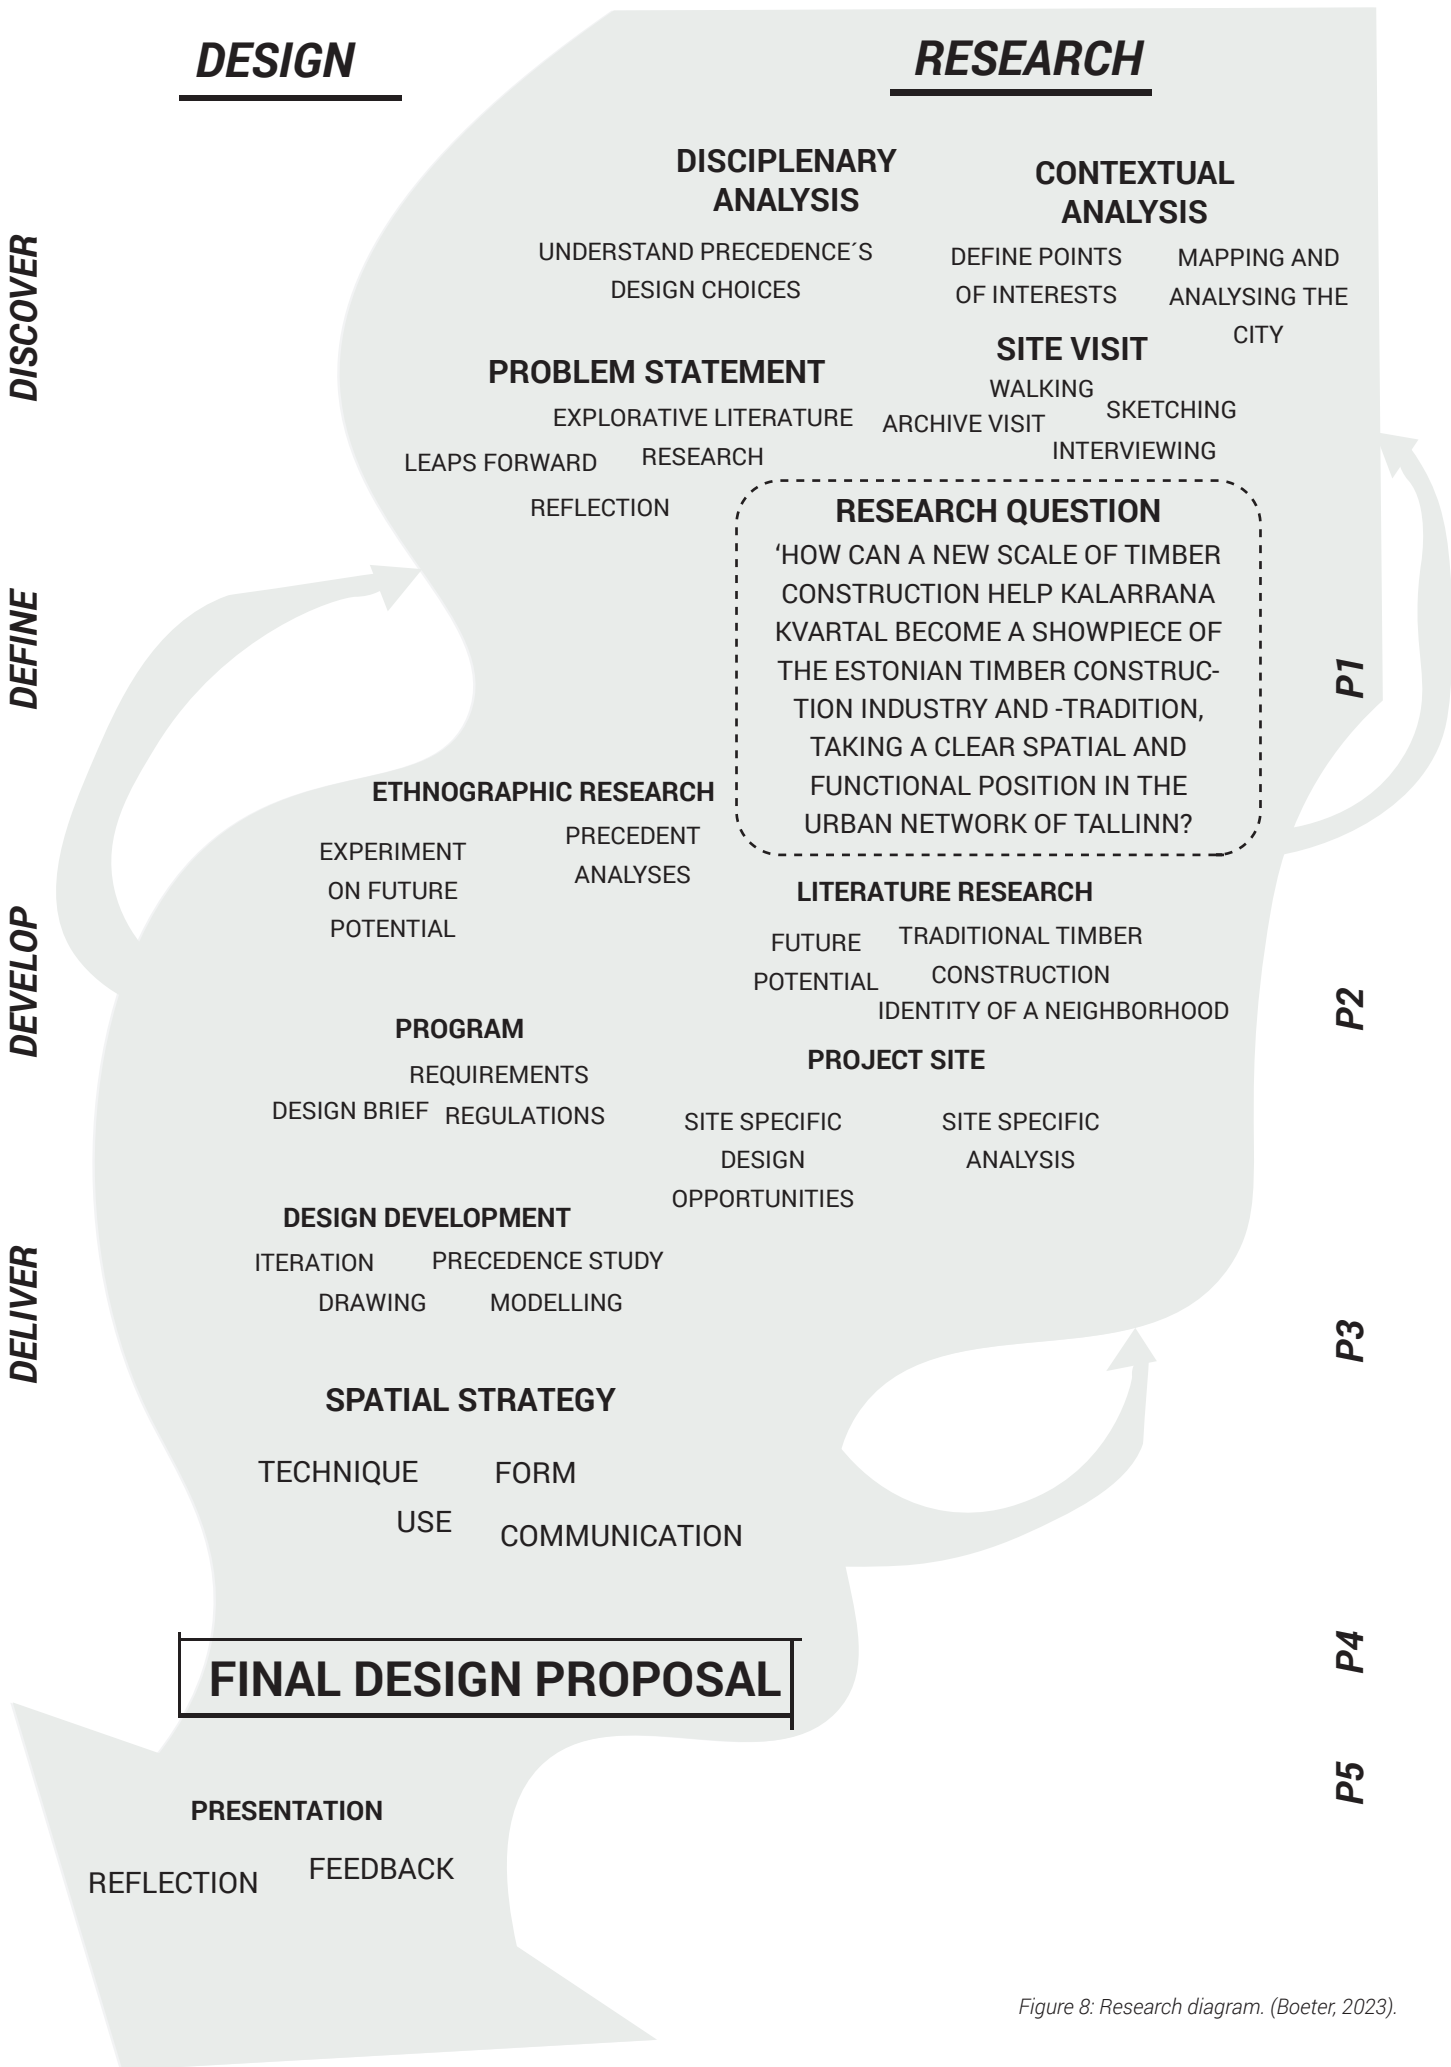 DESIGN
RESEARCH
DISCIPLENARY
ANALYSIS
UNDERSTAND PRECEDENCE´S
DESIGN CHOICES
CONTEXTUAL
ANALYSIS
DEFINE POINTS
OF INTERESTS
MAPPING AND
ANALYSING THE
CITY
DISCOVER
PROBLEM STATEMENT
EXPLORATIVE LITERATURE
RESEARCH
LEAPS FORWARD
REFLECTION
SITE VISIT
WALKING
SKETCHING
ARCHIVE VISIT
INTERVIEWING
RESEARCH QUESTION
‘HOW CAN A NEW SCALE OF TIMBER
CONSTRUCTION HELP KALARRANA
KVARTAL BECOME A SHOWPIECE OF
THE ESTONIAN TIMBER CONSTRUC-
TION INDUSTRY AND -TRADITION,
TAKING A CLEAR SPATIAL AND
FUNCTIONAL POSITION IN THE
URBAN NETWORK OF TALLINN?
DEFINE
P1
ETHNOGRAPHIC RESEARCH
EXPERIMENT
ON FUTURE
POTENTIAL
PRECEDENT
ANALYSES
LITERATURE RESEARCH
FUTURE
POTENTIAL
TRADITIONAL TIMBER
CONSTRUCTION
IDENTITY OF A NEIGHBORHOOD
DEVELOP
P2
PROGRAM
REQUIREMENTS
DESIGN BRIEF
REGULATIONS
PROJECT SITE
SITE SPECIFIC
DESIGN
OPPORTUNITIES
SITE SPECIFIC
ANALYSIS
DESIGN DEVELOPMENT
ITERATION
PRECEDENCE STUDY
DRAWING
MODELLING
DELIVER
P3
SPATIAL STRATEGY
TECHNIQUE
FORM
USE
COMMUNICATION
FINAL DESIGN PROPOSAL
P4
P5
PRESENTATION
REFLECTION
FEEDBACK
Figure 8: Research diagram. (Boeter, 2023).